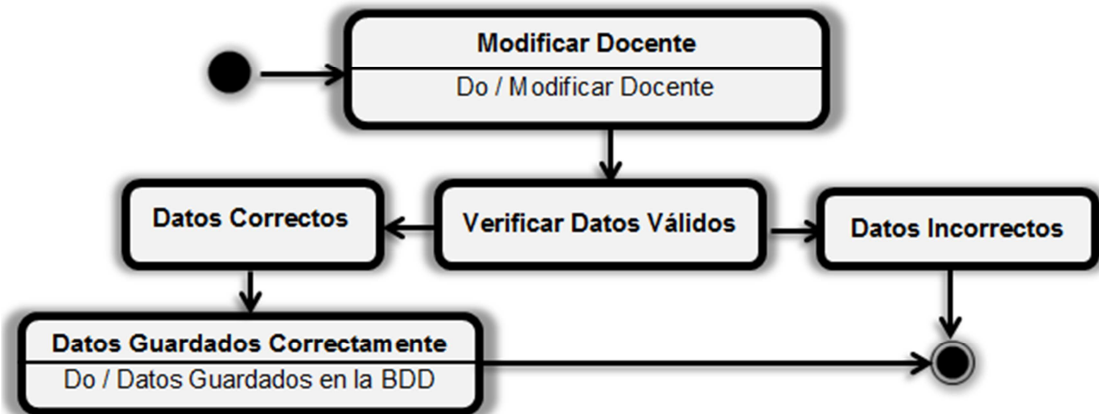 Modificar Docente
Do / Modificar Docente
Datos Correctos
Verificar Datos Válidos
Datos Incorrectos
Datos Guardados Correctamente
Do / Datos Guardados en la BDD